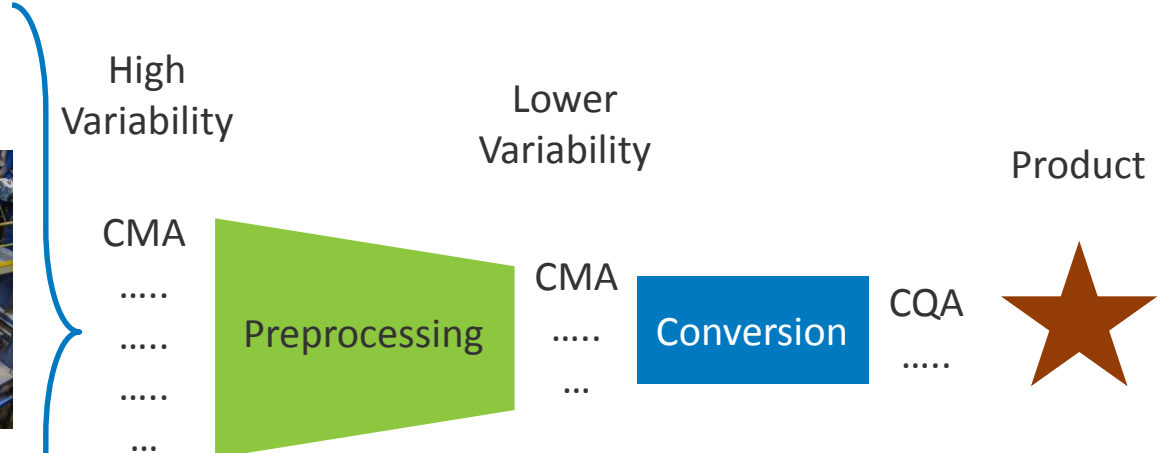 High
Variability
Lower
Variability
Product
CMA
.....
.....
.....
...
Preprocessing
CMA
.....
...
Conversion
CQA
.....